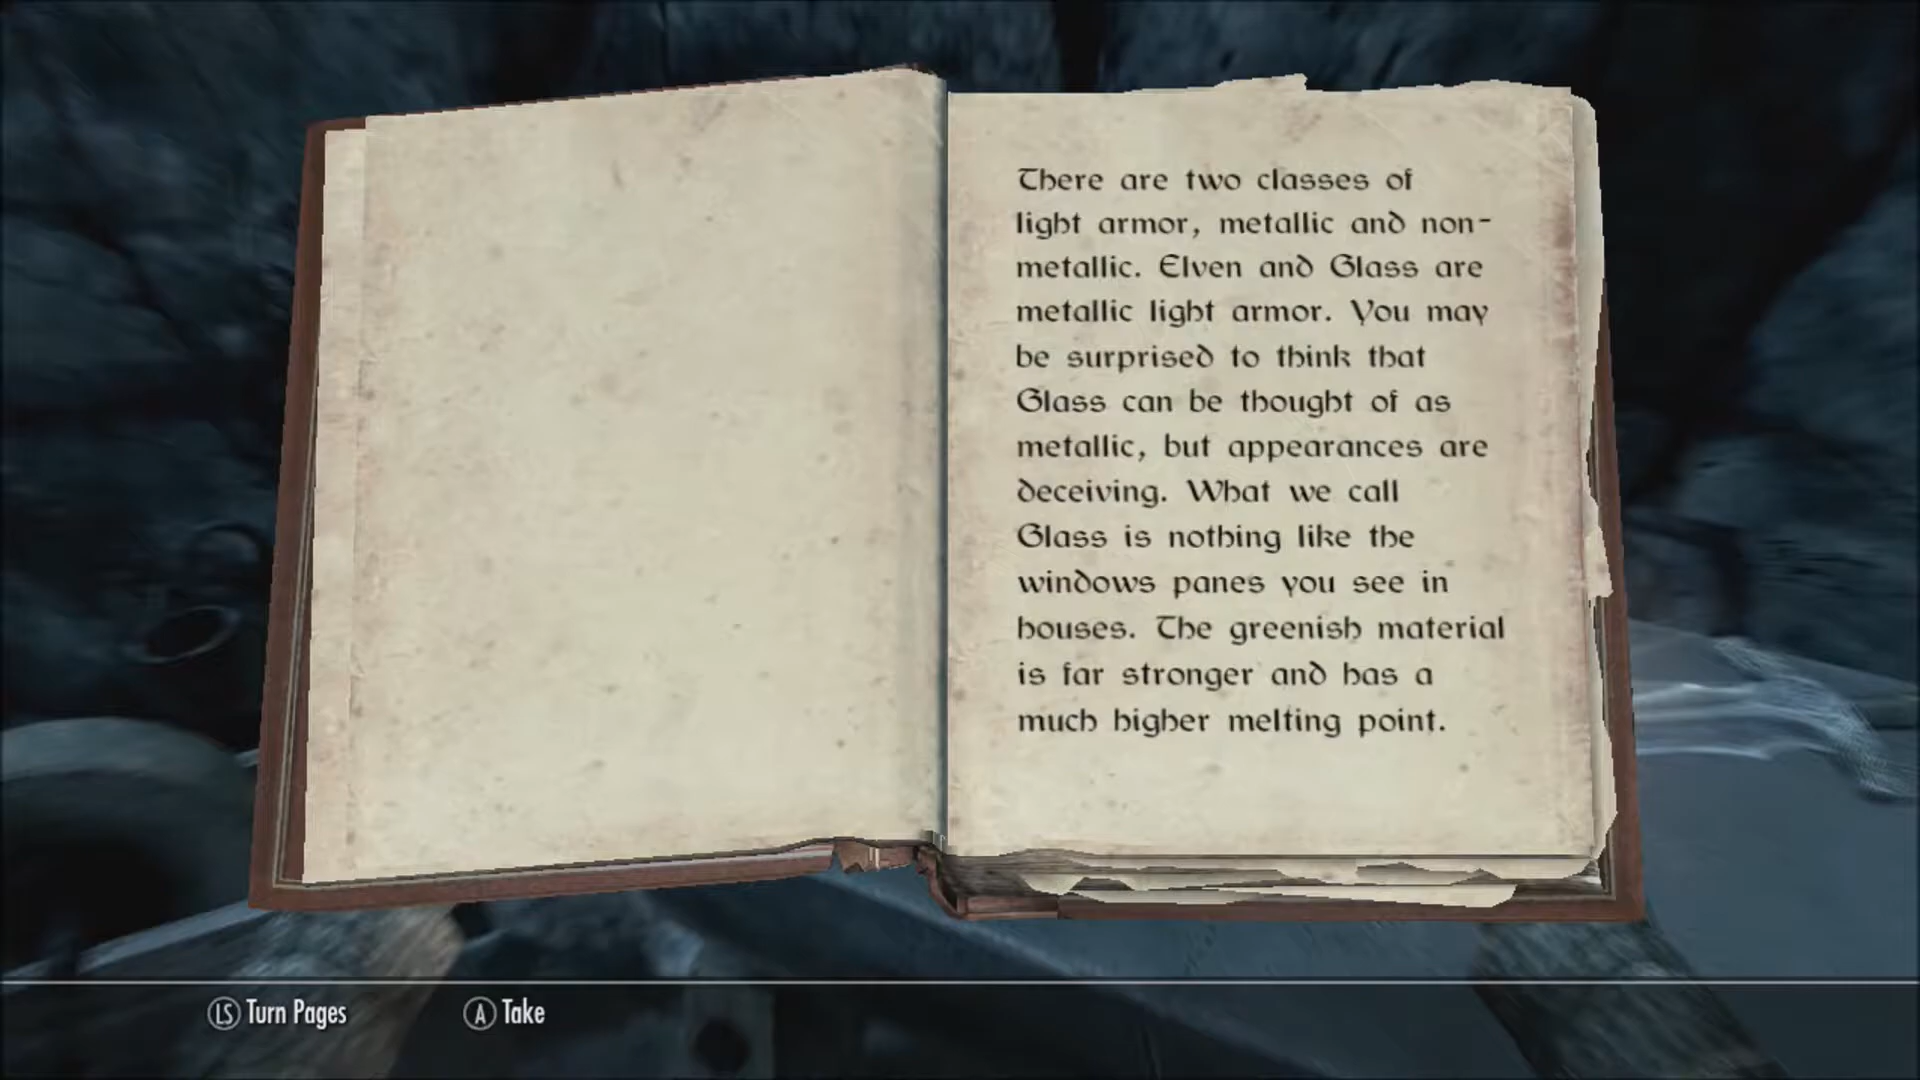 There are two classes of
light armor, metallic and non-
metallic. Elven and Glass are
metallic light armor. You may
be surprised to think that
Glass can be thought of as
metallic, but appearances are
deceiving. What we call
Glass is nothing like the
windows panes you see in
houses. The greenish material
is far stronger and has a
much higher melting point.
LS Turn Pages
A Take